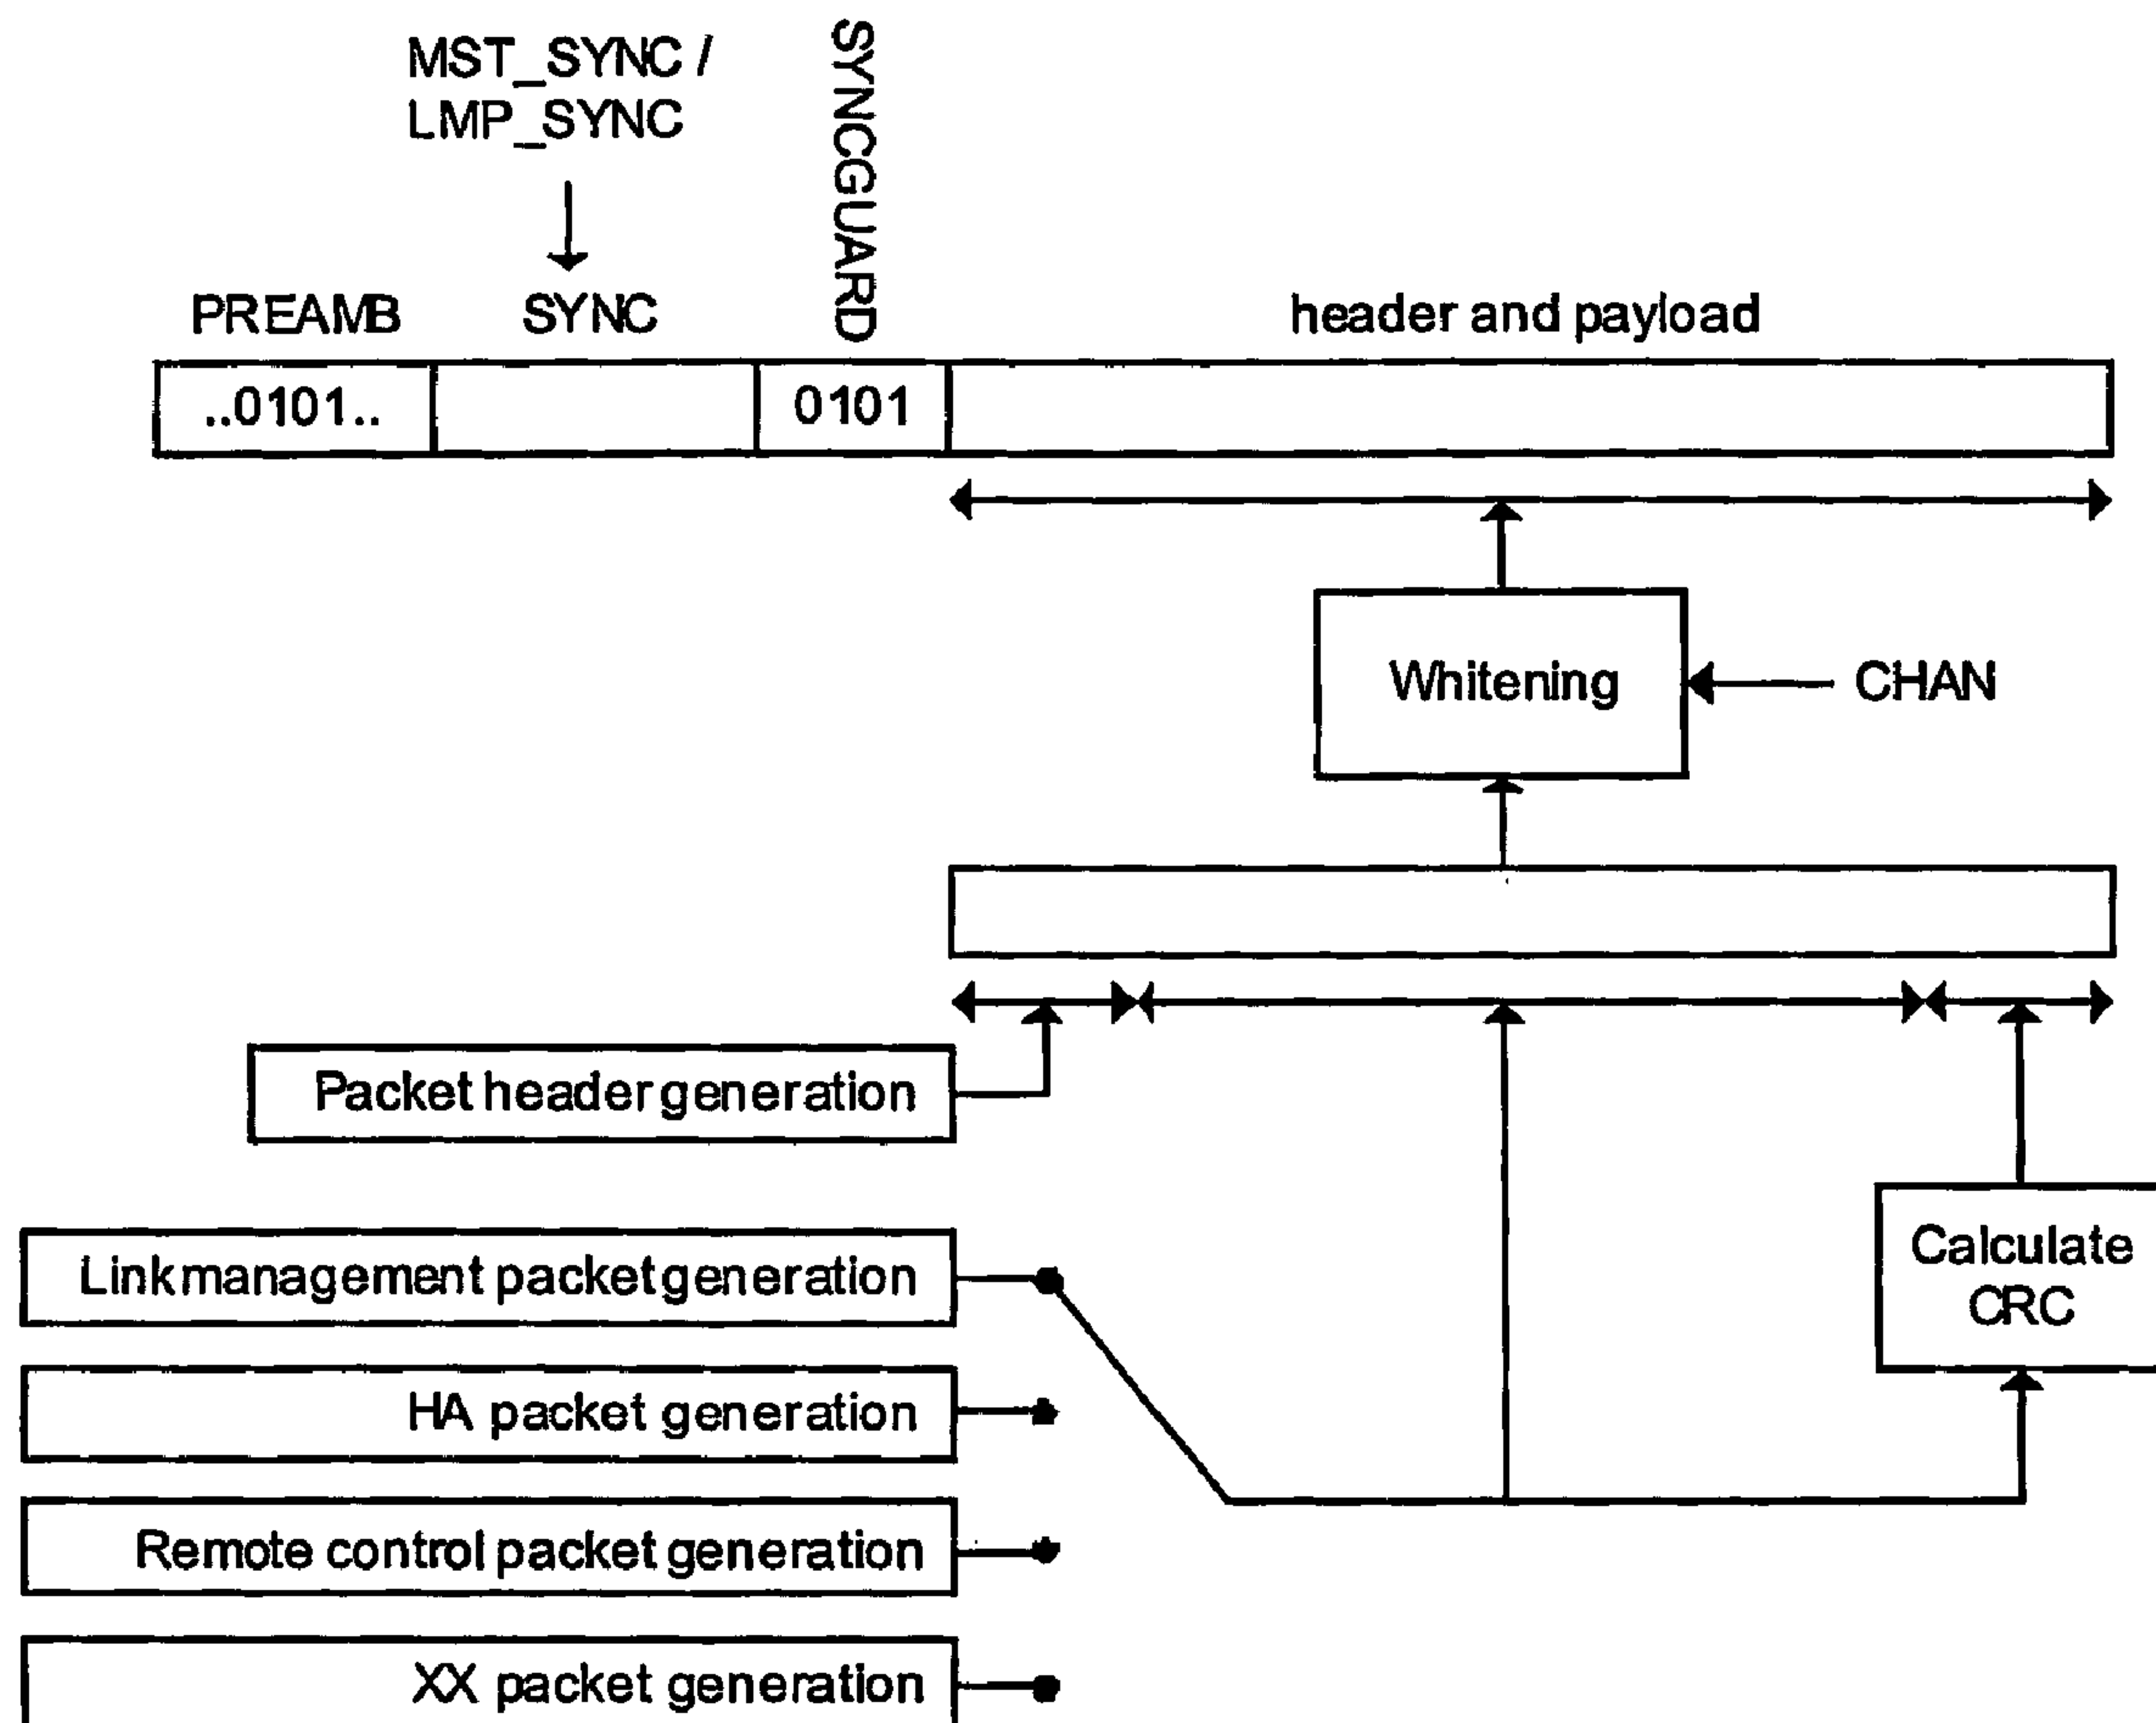 MST_SYNC /
LMP_SYNC
SYNCGUARD
PREAMB
SYNC
header and payload
..0101..
0101
Whitening
CHAN
Packet header generation
Link management packet generation
Calculate
CRC
HA packet generation
Remote control packet generation
XX packet generation